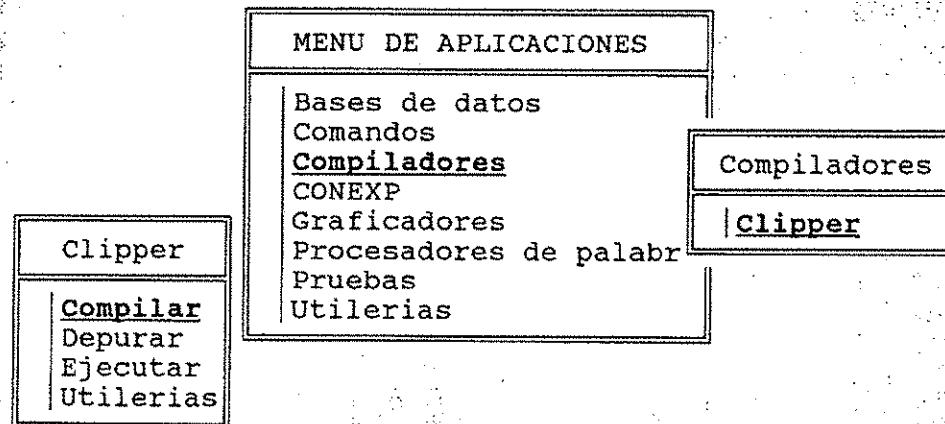 MENU DE APLICACIONES
Bases de datos
Comandos
Compiladores
CONEXP
Graficadores
Procesadores de palabr
Pruebas
Utilerias
Compiladores
Clipper
Clipper
Compilar
Depurar
Ejecutar
Utilerias